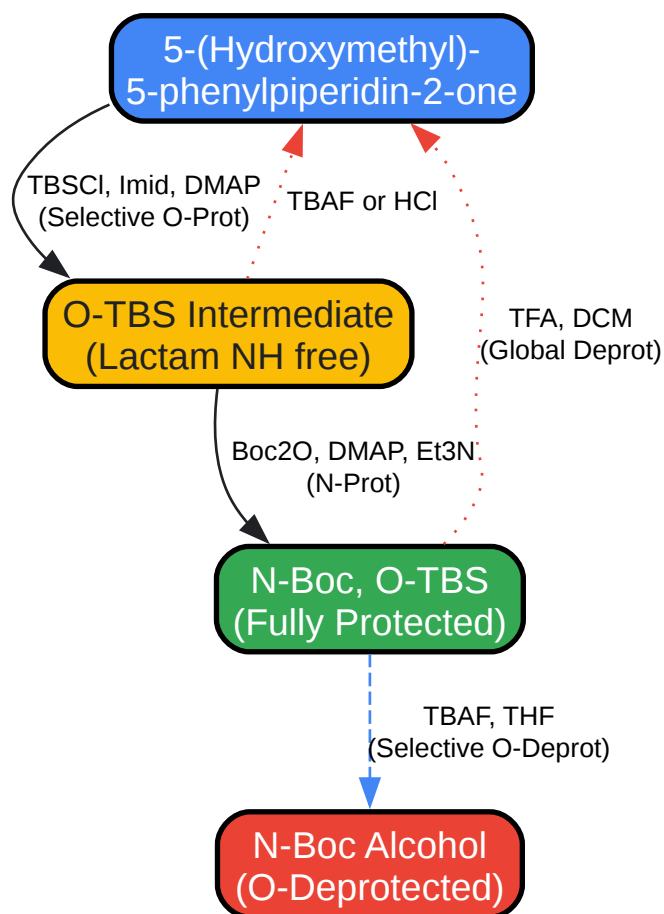 5-(Hydroxymethyl)-
5-phenylpiperidin-2-one
TBSCl, Imid, DMAP
(Selective O-Prot)
TBAF or HCl
O-TBS Intermediate
(Lactam NH free)
TFA, DCM
(Global Deprot)
Boc2O, DMAP, Et3N
(N-Prot)
N-Boc, O-TBS
(Fully Protected)
TBAF, THF
(Selective O-Deprot)
N-Boc Alcohol
(O-Deprotected)